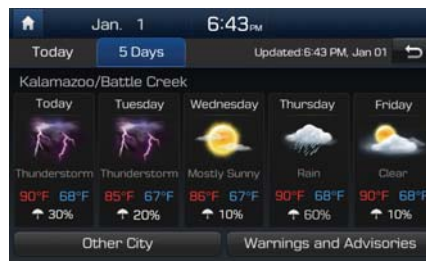 Jan. 1 6:43PM
Today 5 Days Updated:6:43 PM, Jan 01
Kalamazoo/Battle Creek
Today Tuesday Wednesday Thursday Friday
Thunderstorm Thunderstorm Mostly Sunny Rain Clear
90°F 68°F 85°F 67°F 86°F 67°F 90°F 68°F 90°F 68°F
30% 20% 10% 60% 10%
Other City Warnings and Advisories